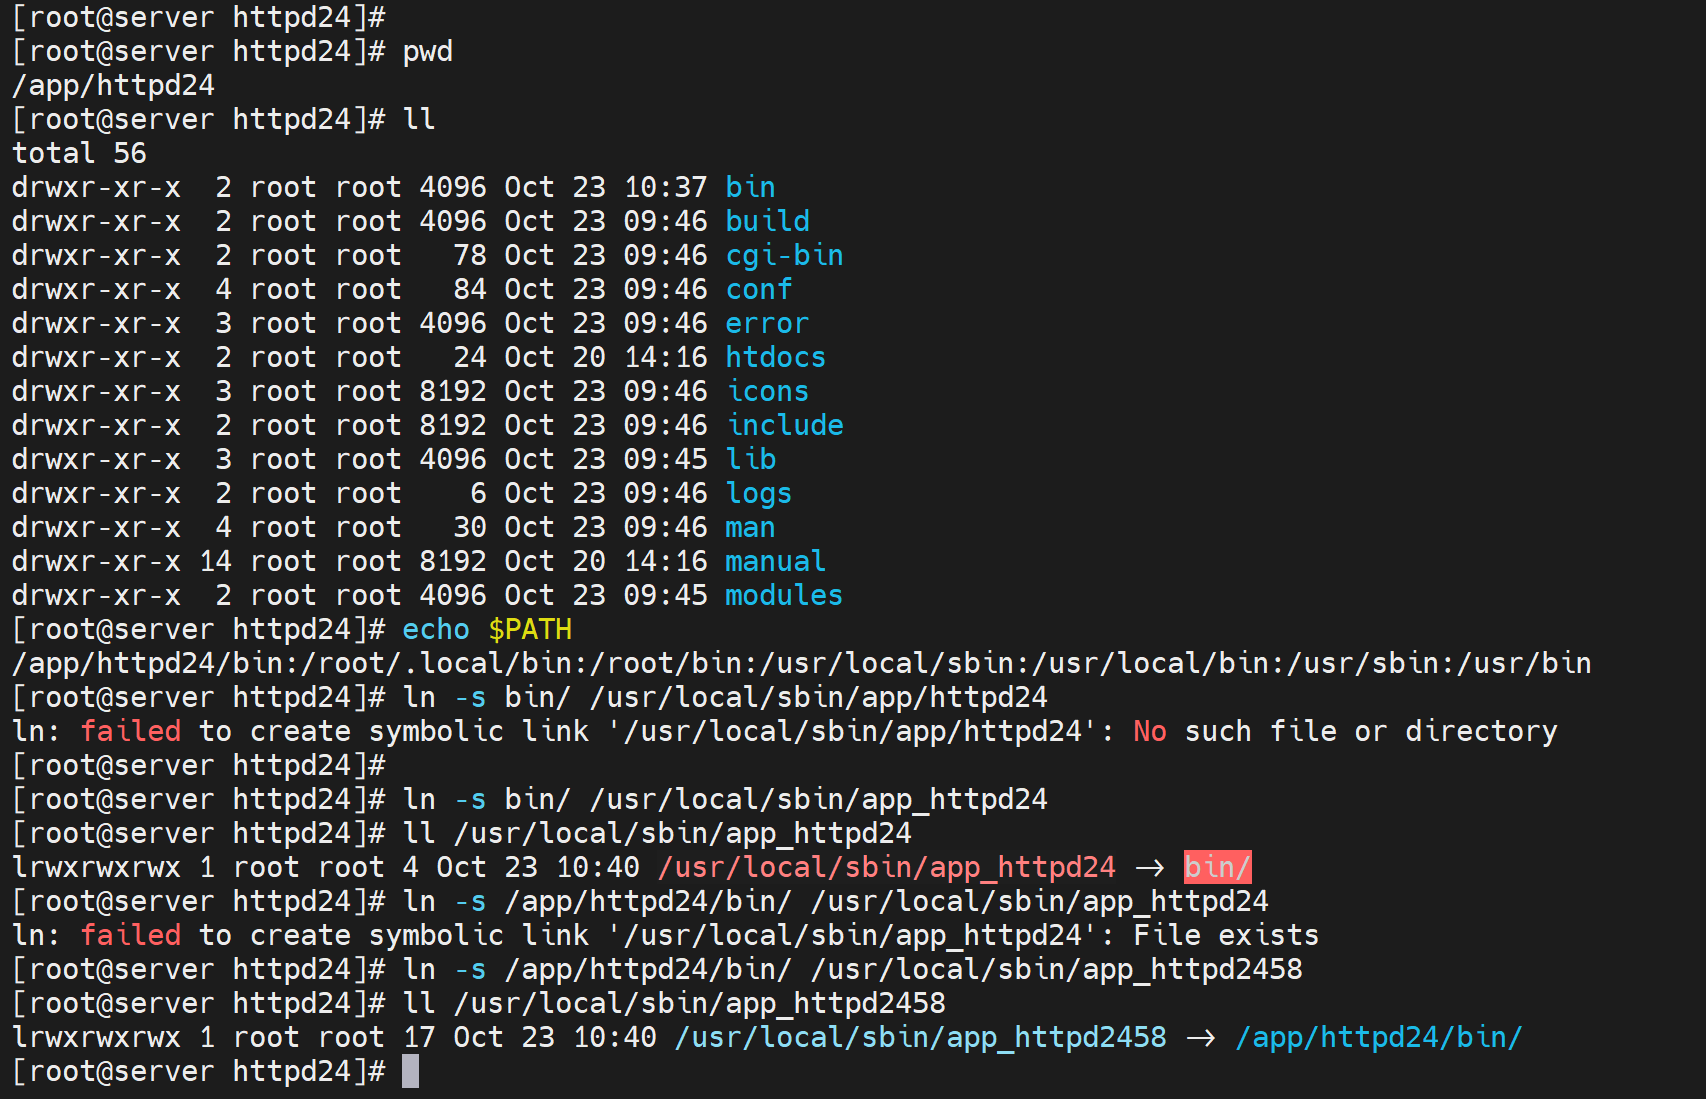 [root@server httpd24]#
[root@server httpd24]# pwd
/app/httpd24
[root@server httpd24]# ll
total 56
drwxr-xr-x  2 root root 4096 Oct 23 10:37 bin
drwxr-xr-x  2 root root 4096 Oct 23 09:46 build
drwxr-xr-x  2 root root   78 Oct 23 09:46 cgi-bin
drwxr-xr-x  4 root root   84 Oct 23 09:46 conf
drwxr-xr-x  3 root root 4096 Oct 23 09:46 error
drwxr-xr-x  2 root root   24 Oct 20 14:16 htdocs
drwxr-xr-x  3 root root 8192 Oct 23 09:46 icons
drwxr-xr-x  2 root root 8192 Oct 23 09:46 include
drwxr-xr-x  3 root root 4096 Oct 23 09:45 lib
drwxr-xr-x  2 root root    6 Oct 23 09:46 logs
drwxr-xr-x  4 root root   30 Oct 23 09:46 man
drwxr-xr-x 14 root root 8192 Oct 20 14:16 manual
drwxr-xr-x  2 root root 4096 Oct 23 09:45 modules
[root@server httpd24]# echo $PATH
/app/httpd24/bin:/root/.local/bin:/root/bin:/usr/local/sbin:/usr/local/bin:/usr/sbin:/usr/bin
[root@server httpd24]# ln -s bin/ /usr/local/sbin/app/httpd24
ln: failed to create symbolic link '/usr/local/sbin/app/httpd24': No such file or directory
[root@server httpd24]#
[root@server httpd24]# ln -s bin/ /usr/local/sbin/app_httpd24
[root@server httpd24]# ll /usr/local/sbin/app_httpd24
lrwxrwxrwx 1 root root 4 Oct 23 10:40 /usr/local/sbin/app_httpd24 -> bin/
[root@server httpd24]# ln -s /app/httpd24/bin/ /usr/local/sbin/app_httpd24
ln: failed to create symbolic link '/usr/local/sbin/app_httpd24': File exists
[root@server httpd24]# ln -s /app/httpd24/bin/ /usr/local/sbin/app_httpd2458
[root@server httpd24]# ll /usr/local/sbin/app_httpd2458
lrwxrwxrwx 1 root root 17 Oct 23 10:40 /usr/local/sbin/app_httpd2458 -> /app/httpd24/bin/
[root@server httpd24]#